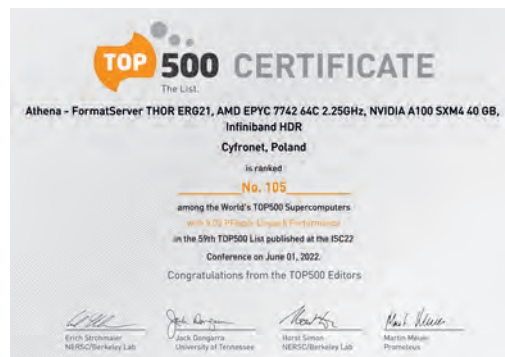 TOP 500 CERTIFICATE
The List.
Athena - FormatServer THOR ERG21, AMD EPYC 7742 64C 2.25GHz, NVIDIA A100 SXM4 40 GB,
Infiniband HDR
Cyfronet, Poland
is ranked
No. 105
among the World's TOP500 Supercomputers
with PFlop/s Linpack Performance
on the 59th TOP500 List published at the ISC22
Conference on June 01, 2022.
Congratulations from the TOP500 Editors
Erich Strohmaier
NERSC/Berkeley Lab
Jack Dongarra
University of Tennessee
Horst Simon
NERSC/Berkeley Lab
Martin Meuer
Prometeus